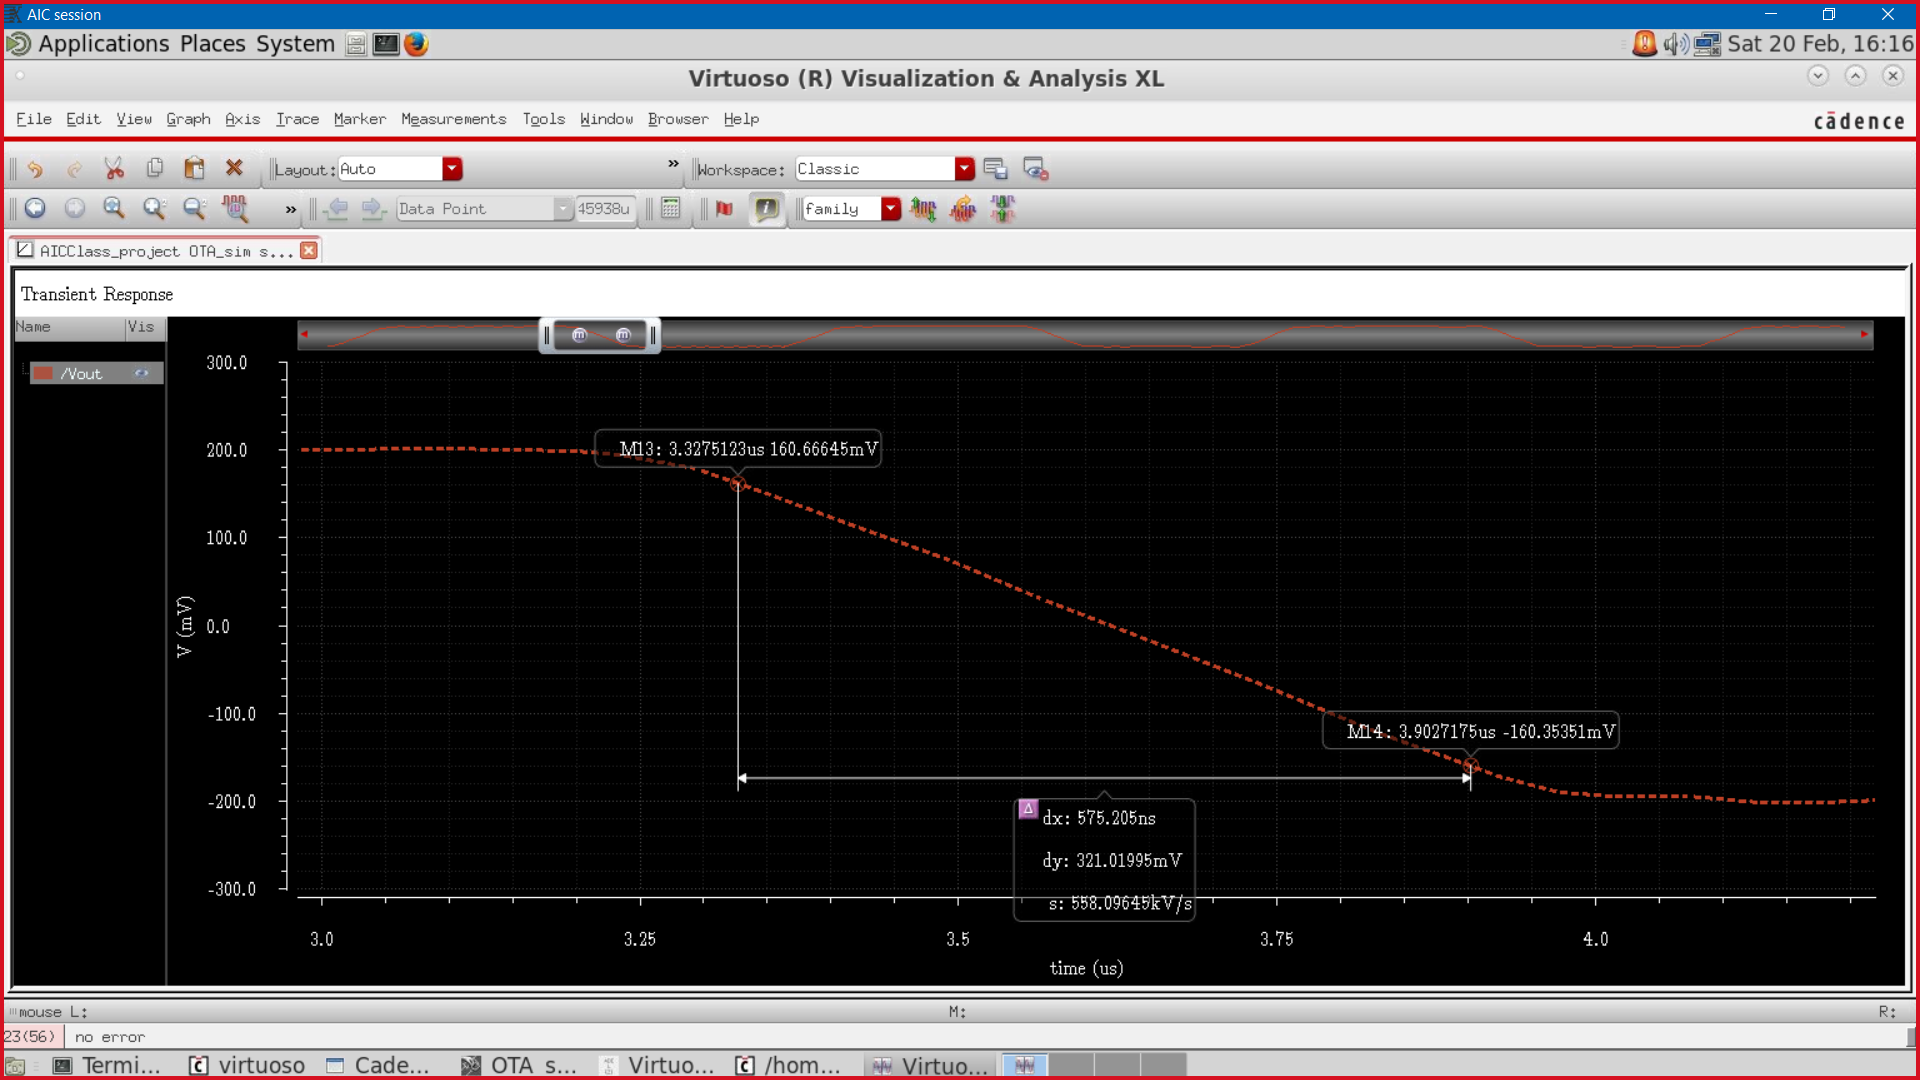 AIC session
Applications Places System
Sat 20 Feb, 16:16
Virtuoso (R) Visualization & Analysis XL
File Edit View Graph Axis Trace Marker Measurements Tools Window Browser Help
cādence
Layout: Auto
» Workspace: Classic
» Data Point 45938u
family
AICClass_project OTA_sim s...
Transient Response
Name Vis
/Vout
300.0
200.0
100.0
0.0
-100.0
-200.0
-300.0
V (mV)
M13: 3.3275123us 160.66645mV
M14: 3.9027175us -160.35351mV
Δ
dx: 575.205ns
dy: 321.01995mV
s: 558.09645kV/s
3.0 3.25 3.5 3.75 4.0
time (us)
mouse L: M: R:
23(56) no error
Termi... virtuoso Cade... OTA s... Virtuo... /hom... Virtuo...